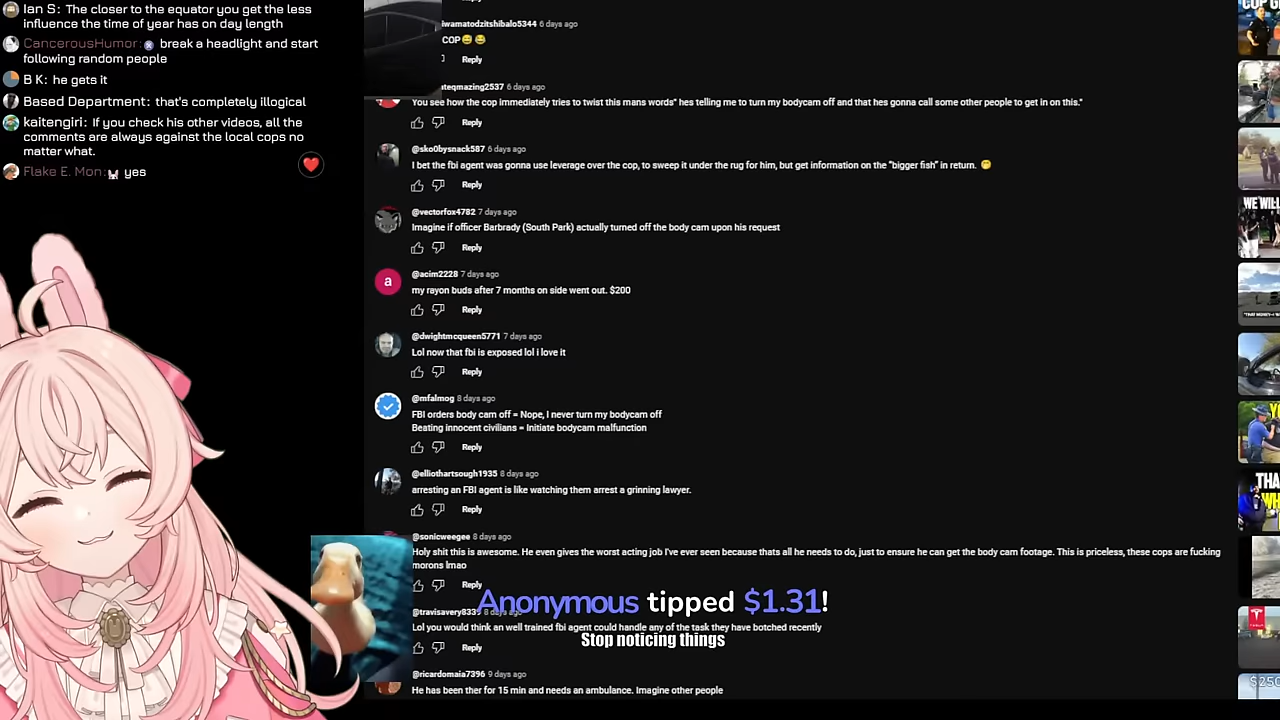 Ian S: The closer to the equator you get the less
influence the time of year has on day length
CancerousHumor: break a headlight and start
following random people
B K: he gets it
Based Department: that's completely illogical
kaitengiri: If you check his other videos, all the
comments are always against the local cops no
matter what.
Flake E. Mon: yes
iwamatodzitshibalo5344 6 days ago
COP😄😂
Reply
ateqmazing2537 6 days ago
You see how the cop immediately tries to twist this mans words" hes telling me to turn my bodycam off and that hes gonna call some other people to get in on this."
Reply
@sko0bysnack587 6 days ago
I bet the fbi agent was gonna use leverage over the cop, to sweep it under the rug for him, but get information on the "bigger fish" in return. 🤭
Reply
@vectorfox4782 7 days ago
Imagine if officer Barbrady (South Park) actually turned off the body cam upon his request
Reply
a
@acim2228 7 days ago
my rayon buds after 7 months on side went out. $200
Reply
@dwightmcqueen5771 7 days ago
Lol now that fbi is exposed lol i love it
Reply
@mfalmog 8 days ago
FBI orders body cam off = Nope, I never turn my bodycam off
Beating innocent civilians = Initiate bodycam malfunction
Reply
@elliothartsough1935 8 days ago
arresting an FBI agent is like watching them arrest a grinning lawyer.
Reply
@sonicweegee 8 days ago
Holy shit this is awesome. He even gives the worst acting job I've ever seen because thats all he needs to do, just to ensure he can get the body cam footage. This is priceless, these cops are fucking
morons lmao
Reply
Anonymous tipped $1.31!
@travisavery8339 8 days ago
Lol you would think an well trained fbi agent could handle any of the task they have botched recently
Stop noticing things
Reply
@ricardomaia7396 9 days ago
He has been ther for 15 min and needs an ambulance. Imagine other people
WE WILL
THA
$250